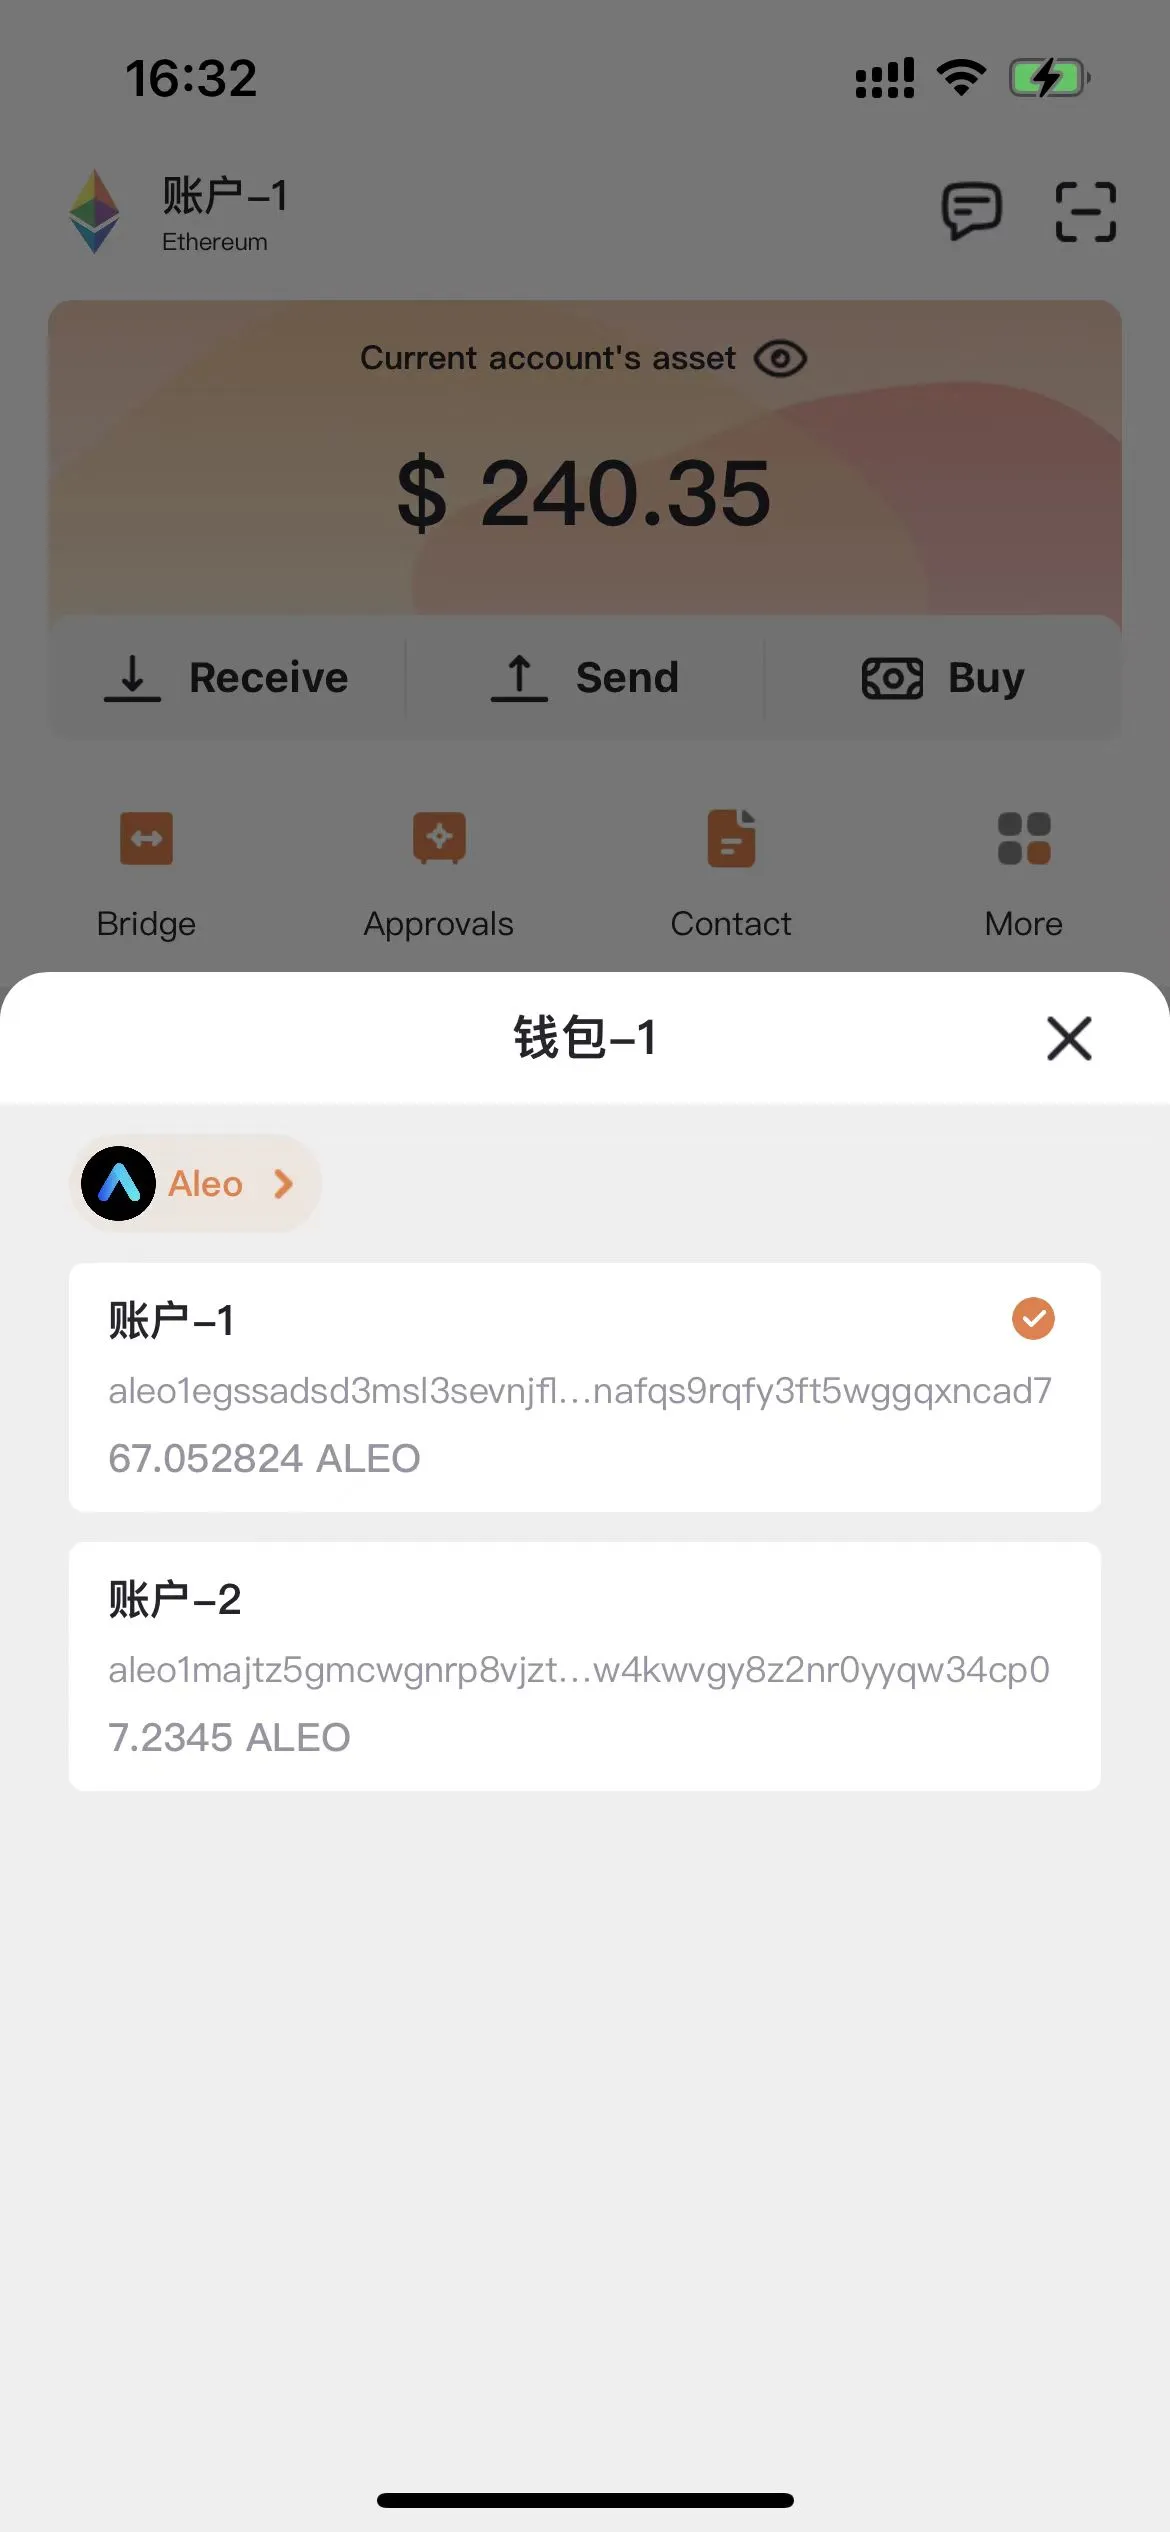 16:32
账户-1
Ethereum
Current account's asset
$ 240.35
Receive
Send
Buy
Bridge
Approvals
Contact
More
钱包-1
Aleo
账户-1
aleo1egssadsd3msl3sevnjfl...nafqs9rqfy3ft5wggqxncad7
67.052824 ALEO
账户-2
aleo1majtz5gmcwgnrp8vjzt...w4kwvgy8z2nr0yyqw34cp0
7.2345 ALEO